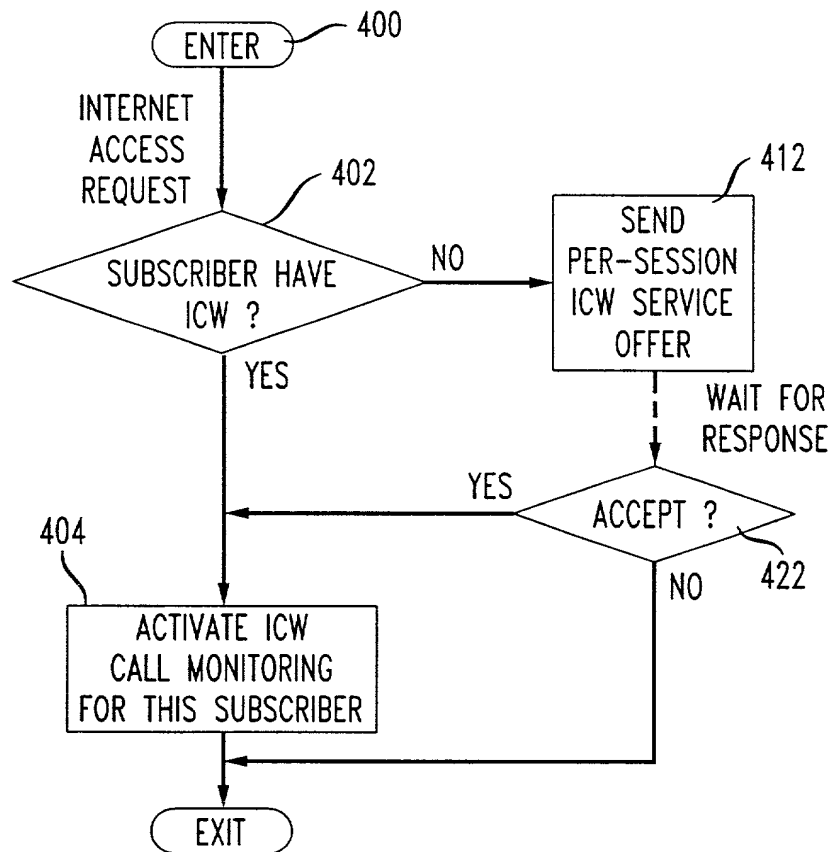 ENTER
400
INTERNET
ACCESS
REQUEST
402
SUBSCRIBER HAVE
ICW ?
NO
412
SEND
PER-SESSION
ICW SERVICE
OFFER
YES
WAIT FOR
RESPONSE
YES
ACCEPT ?
422
NO
404
ACTIVATE ICW
CALL MONITORING
FOR THIS SUBSCRIBER
EXIT